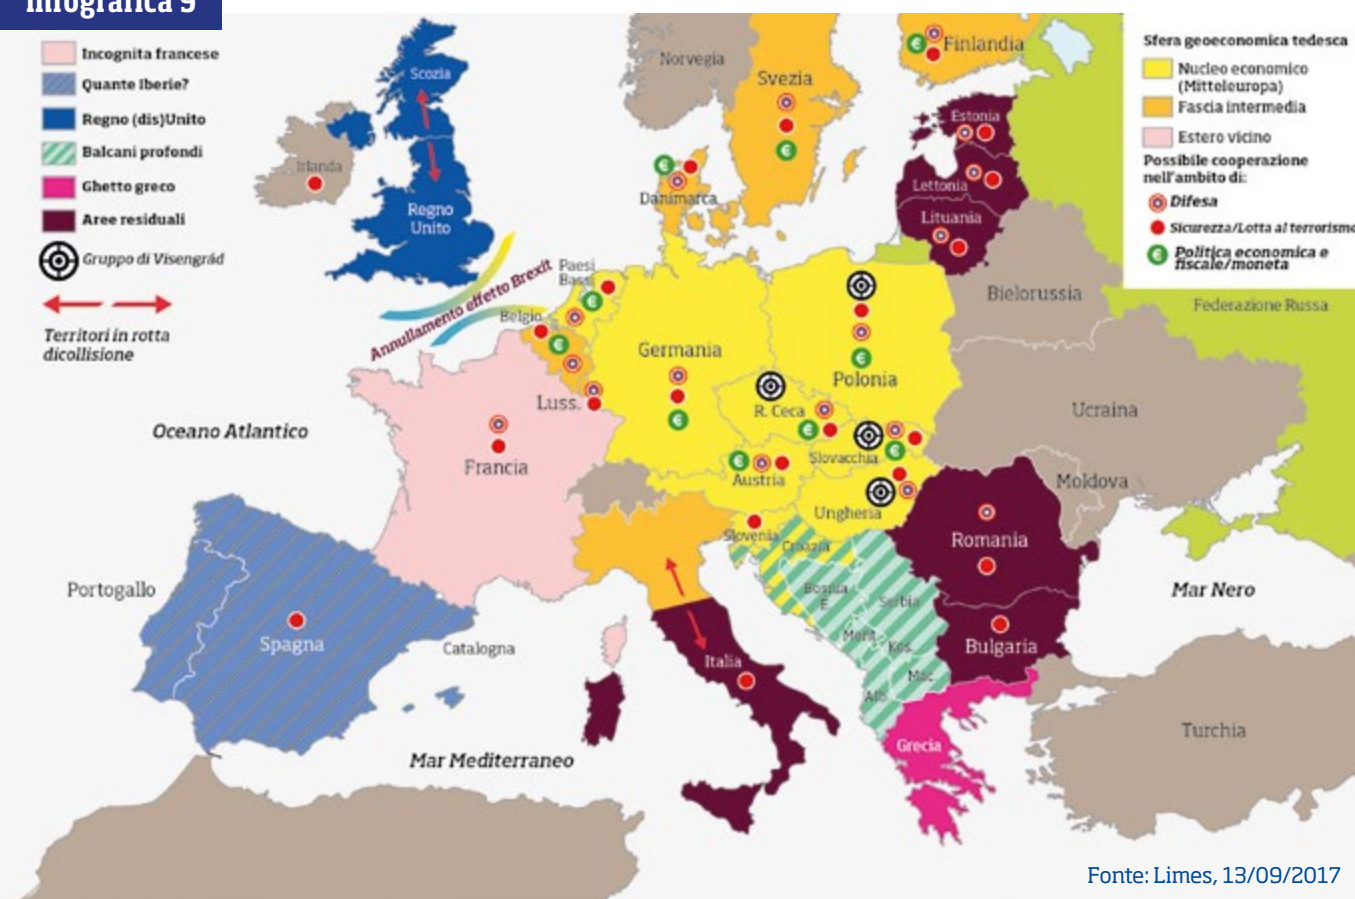 Infografica 9
Incognita francese
Quante Iberie?
Regno (dis)Unito
Balcani profondi
Ghetto greco
Aree residuali
Gruppo di Visengrád
Territori in rotta
dicollisione
Sfera geoeconomica tedesca
Nucleo economico
(Mitteleuropa)
Fascia intermedia
Estero vicino
Possibile cooperazione
nell'ambito di:
Difesa
Sicurezza/Lotta al terrorismo
€ Politica economica e
fiscale/moneta
Norvegia
Svezia
€
€ Finlandia
Scozia
Irlanda
Regno
Unito
€
Danimarca
Estonia
Lettonia
Lituania
Bielorussia
Federazione Russa
Annullamento effetto Brexit
Paesi
Bassi
€
Belgio
€
Luss.
Germania
€
€
Polonia
R. Ceca
€
Slovacchia
€
€
Austria
Ungheria
Slovenia
Croazia
Ucraina
Moldova
Oceano Atlantico
Francia
Romania
Mar Nero
Portogallo
Spagna
Catalogna
Bosnia
E.
Serbia
Mont.
Kos.
Mac.
Alb.
Bulgaria
Italia
Grecia
Turchia
Mar Mediterraneo
Fonte: Limes, 13/09/2017